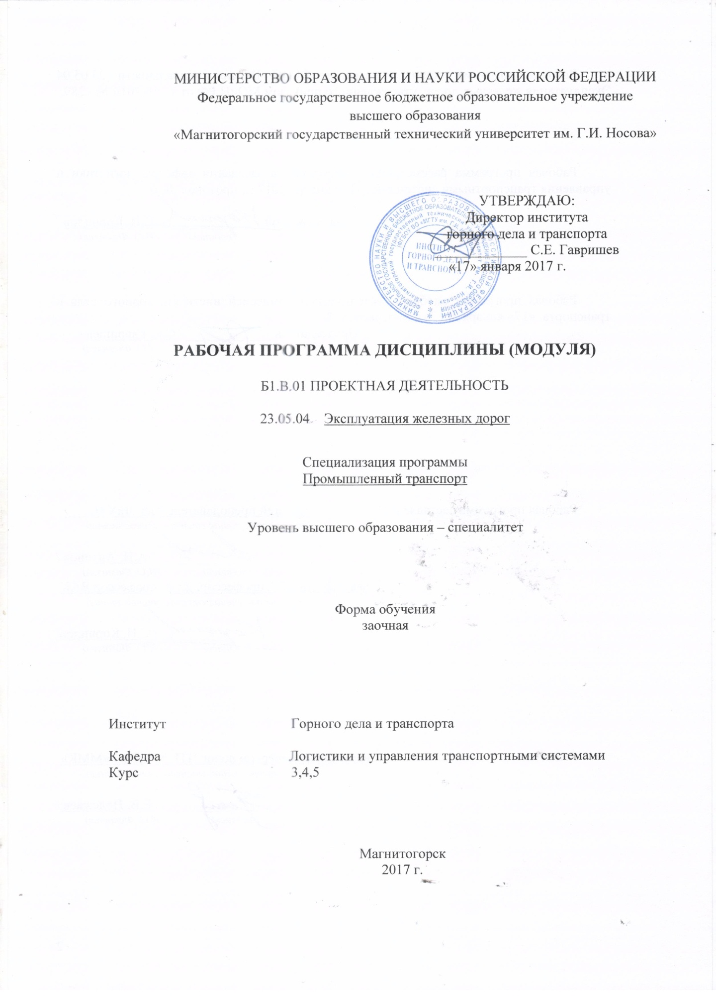 МИНИСТЕРСТВО ОБРАЗОВАНИЯ И НАУКИ РОССИЙСКОЙ ФЕДЕРАЦИИ
Федеральное государственное бюджетное образовательное учреждение
высшего образования
«Магнитогорский государственный технический университет им. Г.И. Носова»
УТВЕРЖДАЮ:
Директор института
горного дела и транспорта
С.Е. Гавришев
«17» января 2017 г.
ИНСТИТУТ
ГОРНОГО ДЕЛА
И ТРАНСПОРТА
РАБОЧАЯ ПРОГРАММА ДИСЦИПЛИНЫ (МОДУЛЯ)
Б1.В.01 ПРОЕКТНАЯ ДЕЯТЕЛЬНОСТЬ
23.05.04 Эксплуатация железных дорог
Специализация программы
Промышленный транспорт
Уровень высшего образования – специалитет
Форма обучения
заочная
Институт Горного дела и транспорта
Кафедра Логистики и управления транспортными системами
Курс 3,4,5
Магнитогорск
2017 г.